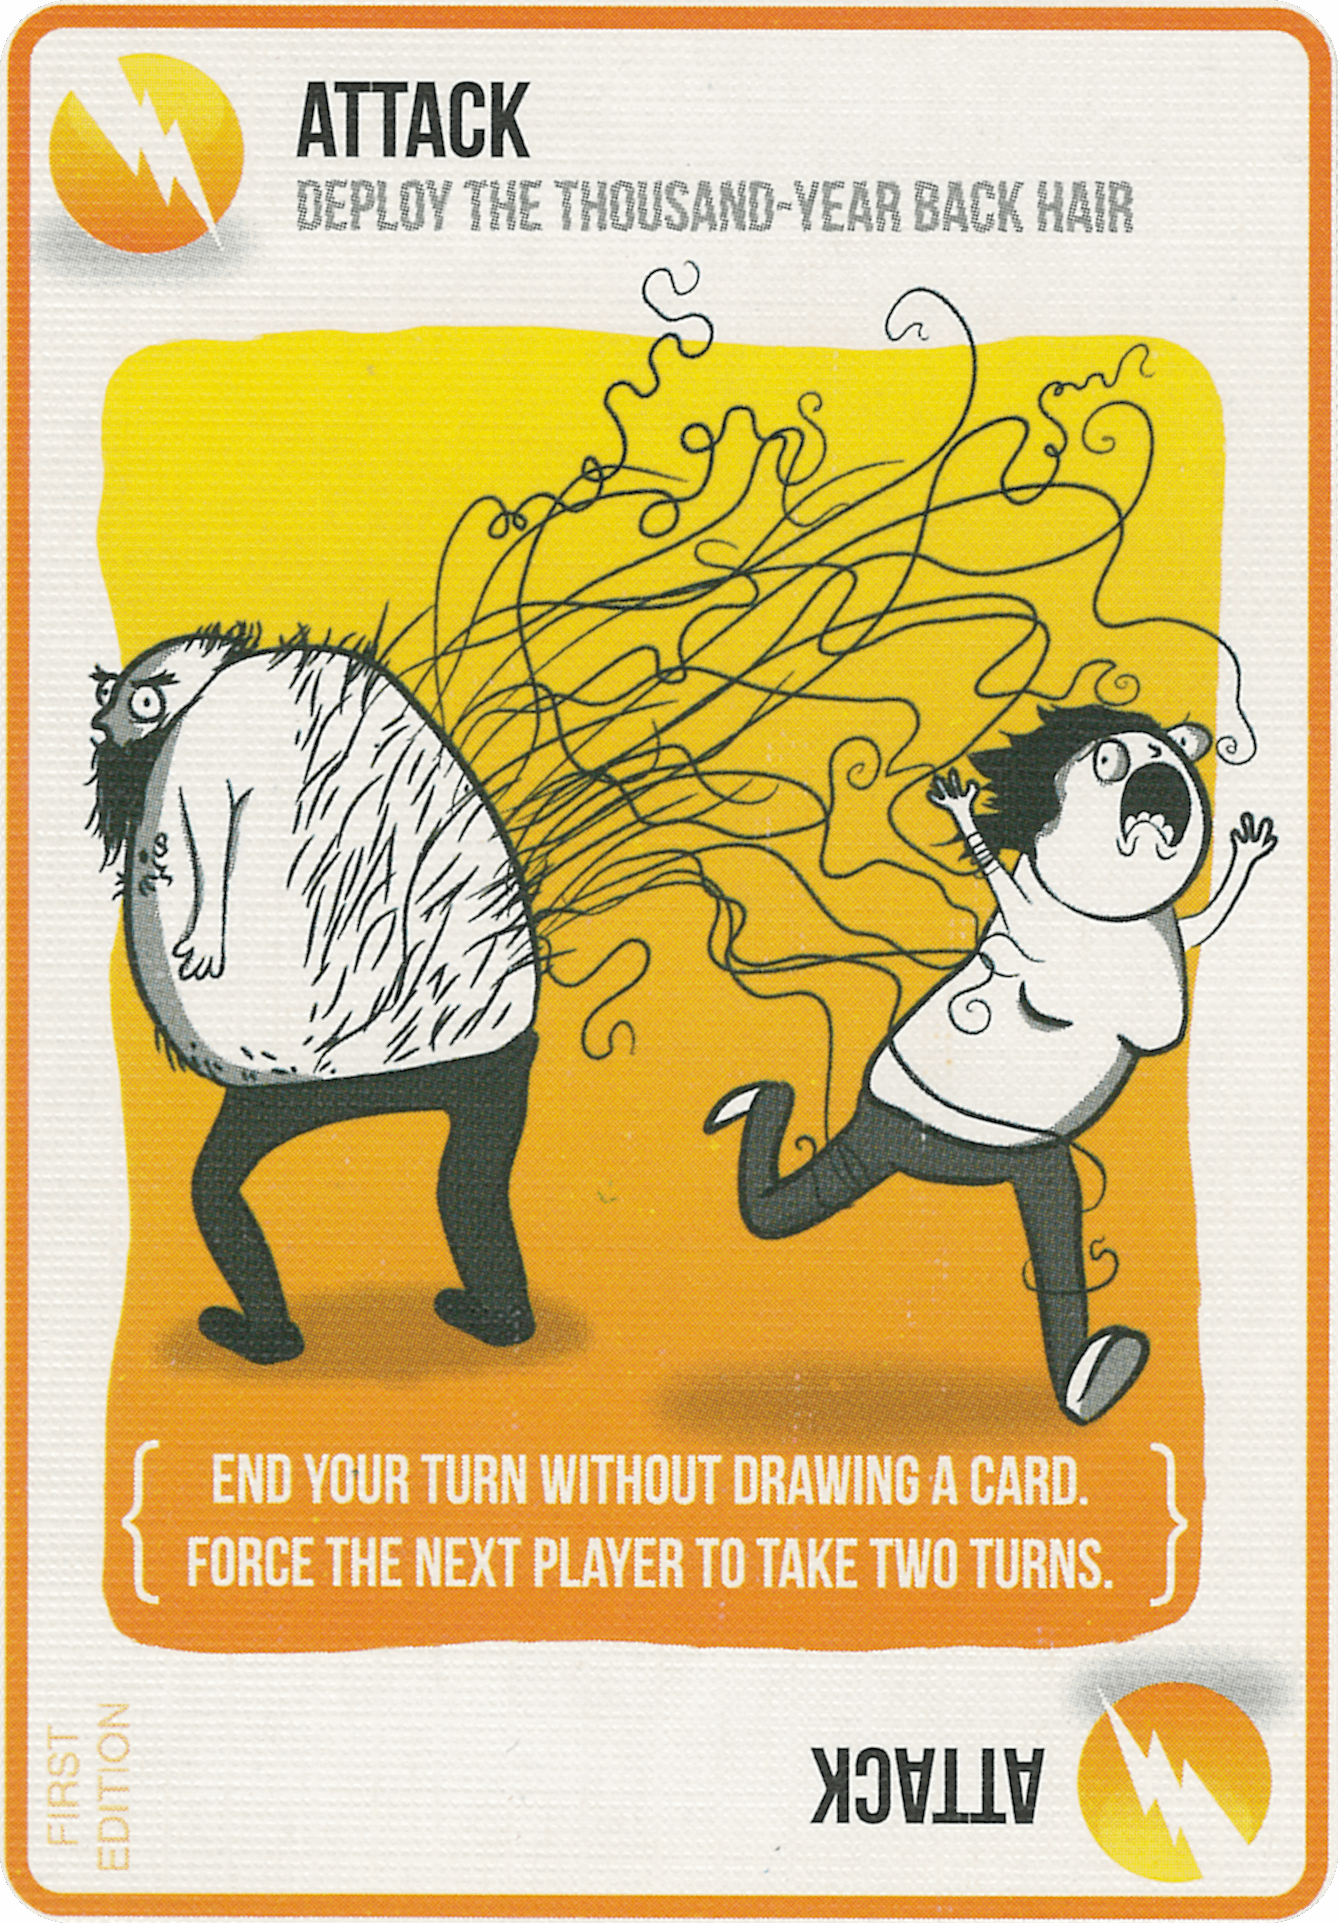 ATTACK
DEPLOY THE THOUSAND-YEAR BACK HAIR
END YOUR TURN WITHOUT DRAWING A CARD.
FORCE THE NEXT PLAYER TO TAKE TWO TURNS.
FIRST
EDITION
ATTACK